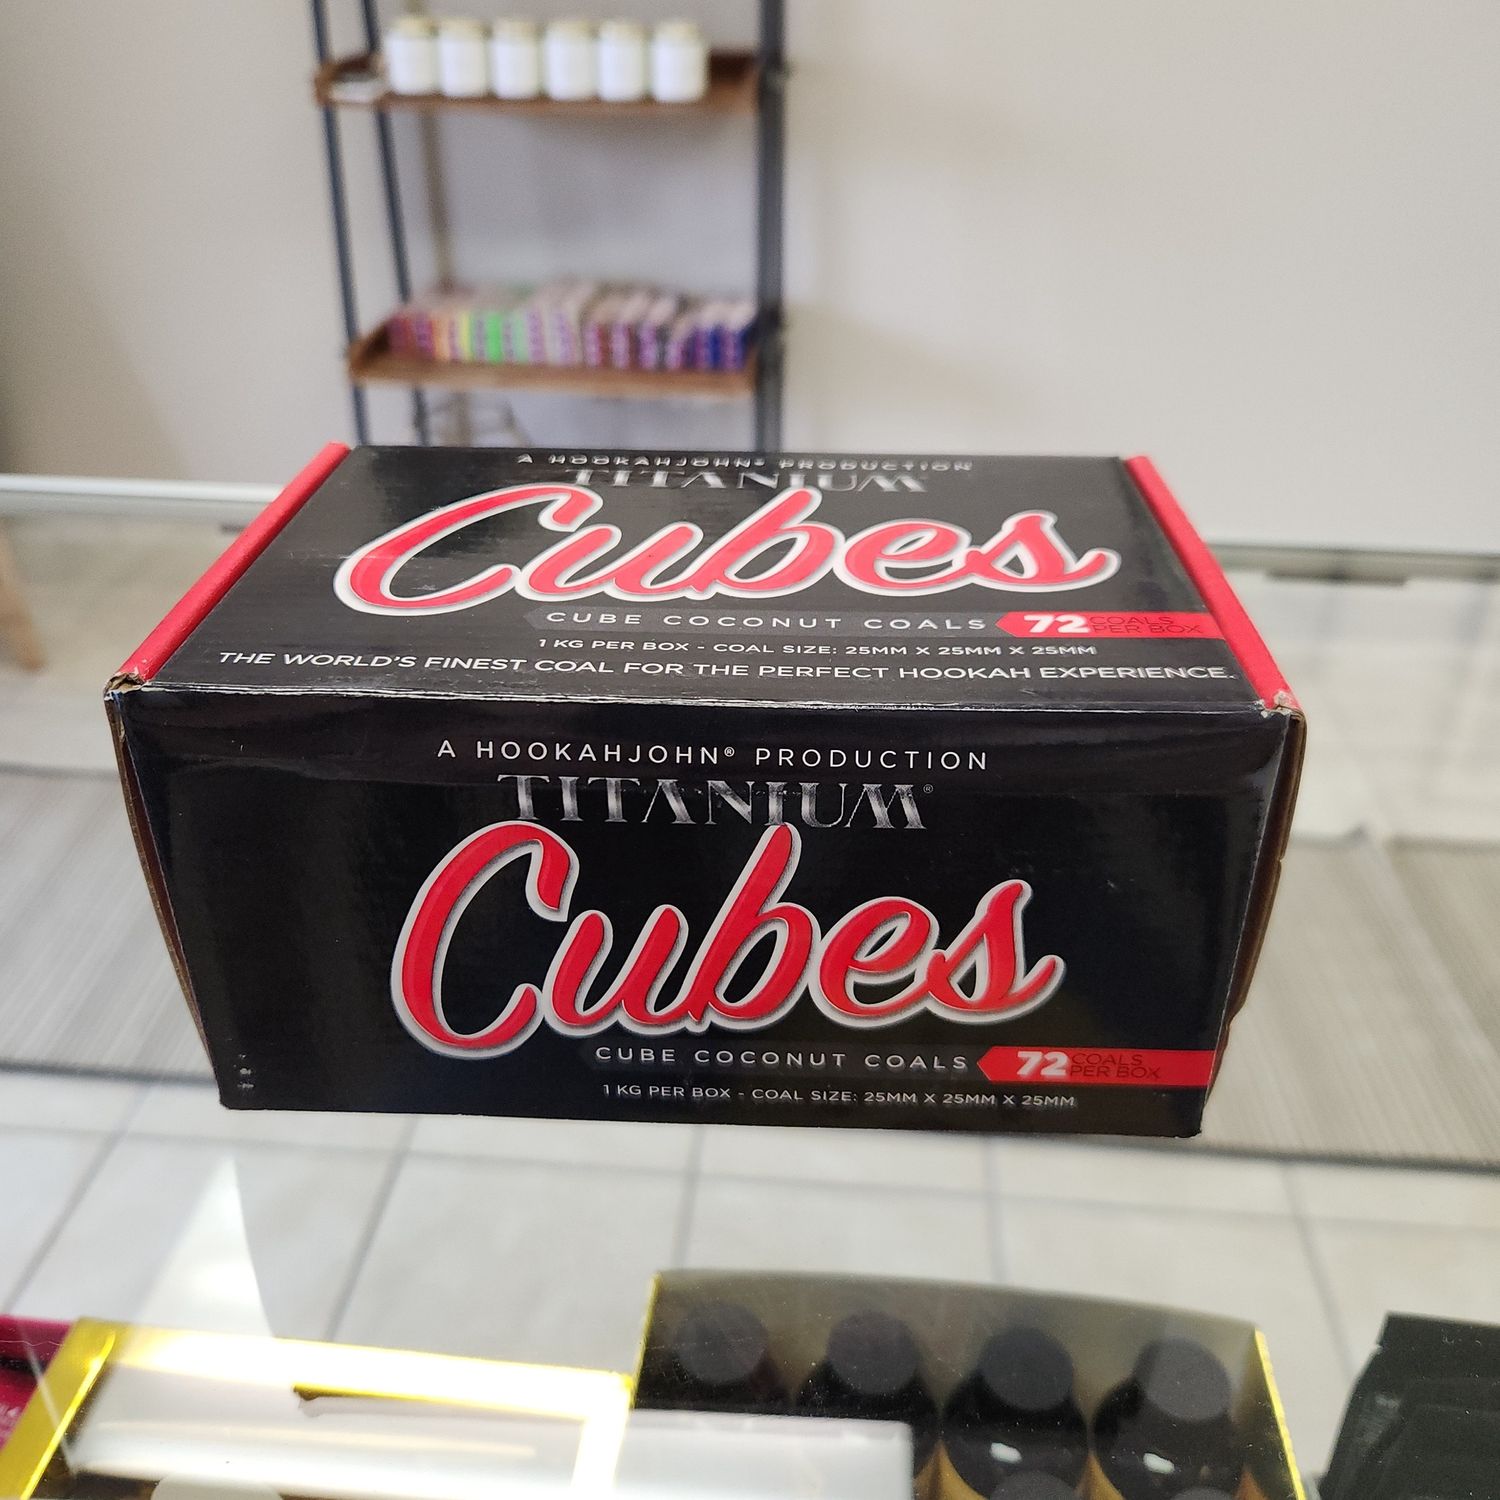 A HOOKAHJOHN® PRODUCTION
TITANIUM
Cubes
CUBE COCONUT COALS
72 COALS PER BOX
1 KG PER BOX - COAL SIZE: 25MM X 25MM X 25MM
THE WORLD'S FINEST COAL FOR THE PERFECT HOOKAH EXPERIENCE.
A HOOKAHJOHN® PRODUCTION
TITANIUM®
Cubes
CUBE COCONUT COALS
72 COALS PER BOX
1 KG PER BOX - COAL SIZE: 25MM X 25MM X 25MM